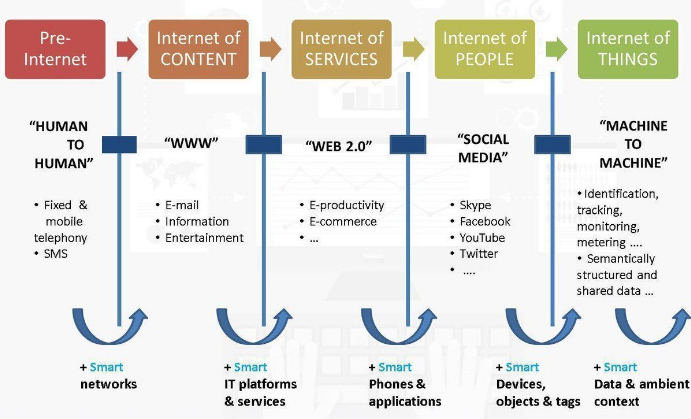 Pre-
Internet
Internet of
CONTENT
Internet of
SERVICES
Internet of
PEOPLE
Internet of
THINGS
“HUMAN
TO
HUMAN”
“WWW”
“WEB 2.0”
“SOCIAL
MEDIA”
“MACHINE
TO
MACHINE”
• Fixed &
mobile
telephony
• SMS
• E-mail
• Information
• Entertainment
• E-productivity
• E-commerce
• ...
• Skype
• Facebook
• YouTube
• Twitter
• ....
• Identification,
tracking,
monitoring,
metering ....
• Semantically
structured and
shared data ...
+ Smart
networks
+ Smart
IT platforms
& services
+ Smart
Phones &
applications
+ Smart
Devices,
objects & tags
+ Smart
Data & ambient
context